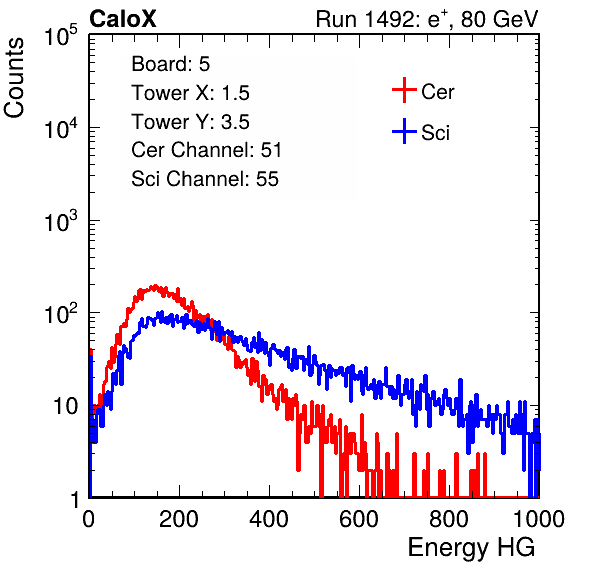 CaloX Run 1492: e⁺, 80 GeV
Counts
10⁵
10⁴
10³
10²
10
1
Board: 5
Tower X: 1.5
Tower Y: 3.5
Cer Channel: 51
Sci Channel: 55
Cer
Sci
0 200 400 600 800 1000
Energy HG